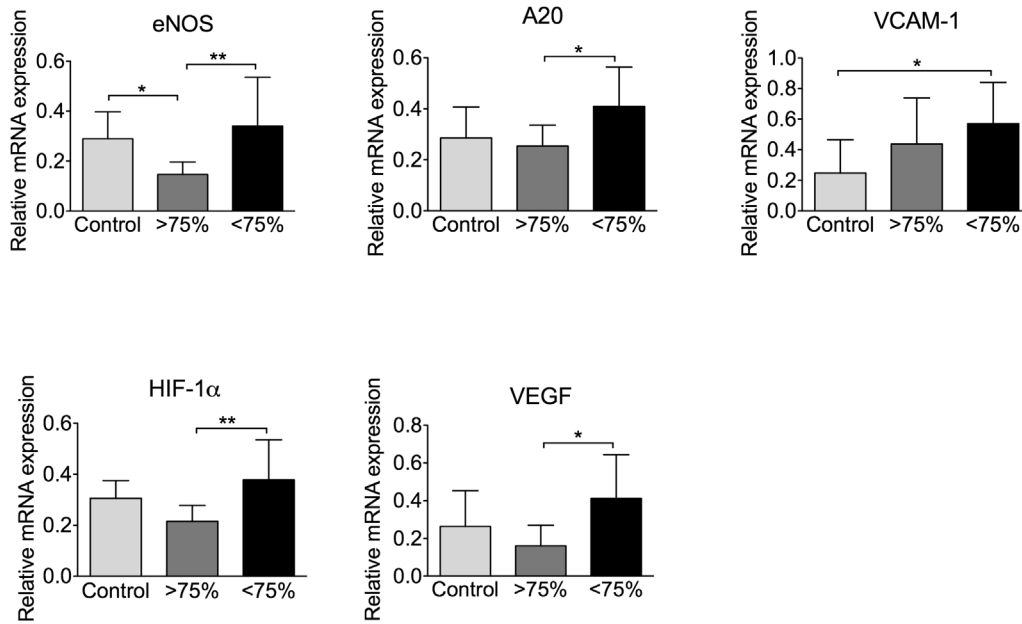 eNOS
Relative mRNA expression
0.6
0.4
0.2
0.0
*
**
Control >75% <75%
A20
Relative mRNA expression
0.6
0.4
0.2
0.0
*
Control >75% <75%
VCAM-1
Relative mRNA expression
1.0
0.8
0.6
0.4
0.2
0.0
*
Control >75% <75%
HIF-1α
Relative mRNA expression
0.6
0.4
0.2
0.0
**
Control >75% <75%
VEGF
Relative mRNA expression
0.8
0.6
0.4
0.2
0.0
*
Control >75% <75%